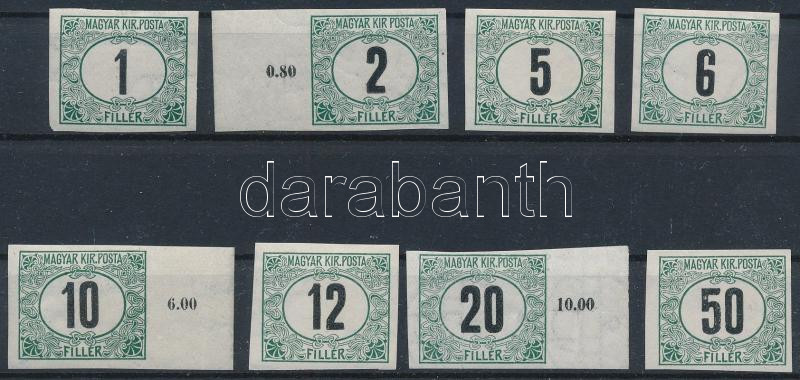 MAGYAR KIR. POSTA
1
FILLÉR
0.80
MAGYAR KIR. POSTA
2
FILLÉR
MAGYAR KIR. POSTA
5
FILLÉR
MAGYAR KIR. POSTA
6
FILLÉR
darabanth
MAGYAR KIR. POSTA
10
FILLÉR
6.00
MAGYAR KIR. POSTA
12
FILLÉR
MAGYAR KIR. POSTA
20
FILLÉR
10.00
MAGYAR KIR. POSTA
50
FILLÉR